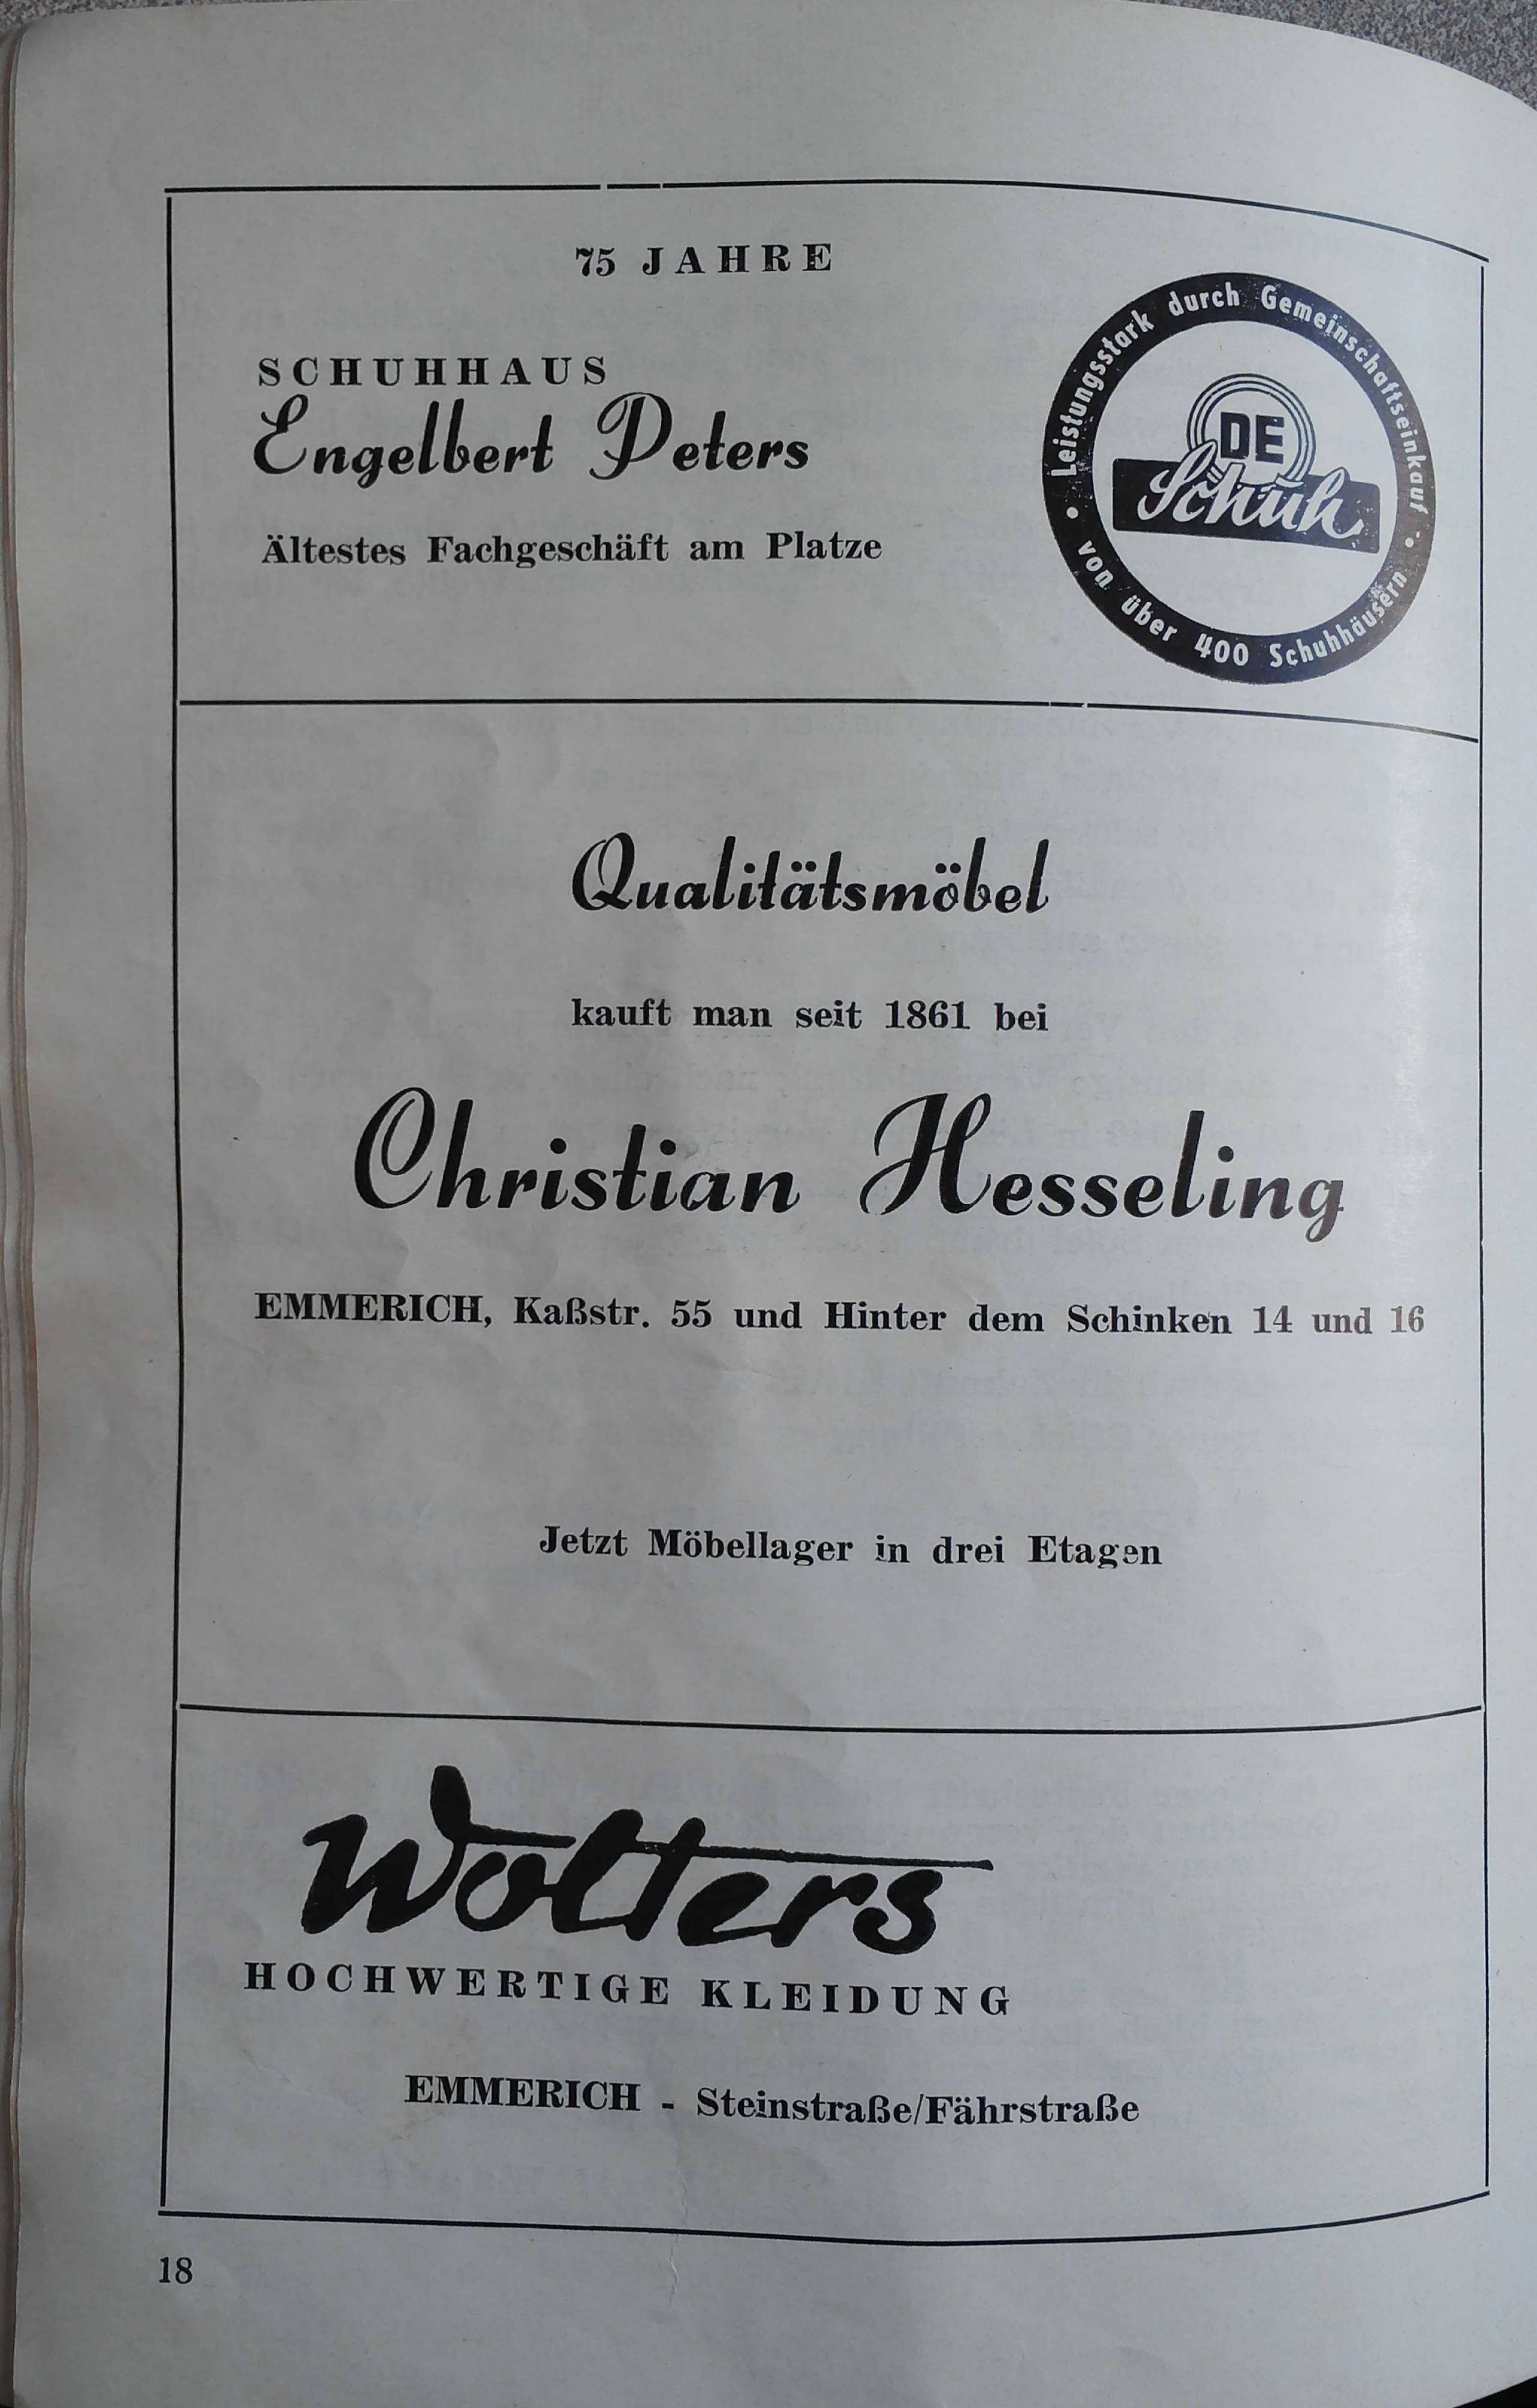 75 JAHRE
SCHUHHAUS
Engelbert Peters
Ältestes Fachgeschäft am Platze
• Leistungsstark durch Gemeinschaftseinkauf •
von über 400 Schuhhäusern
DE
Schuh
Qualitätsmöbel
kauft man seit 1861 bei
Christian Hesseling
EMMERICH, Kaßstr. 55 und Hinter dem Schinken 14 und 16
Jetzt Möbellager in drei Etagen
Wolters
HOCHWERTIGE KLEIDUNG
EMMERICH - Steinstraße/Fährstraße
18